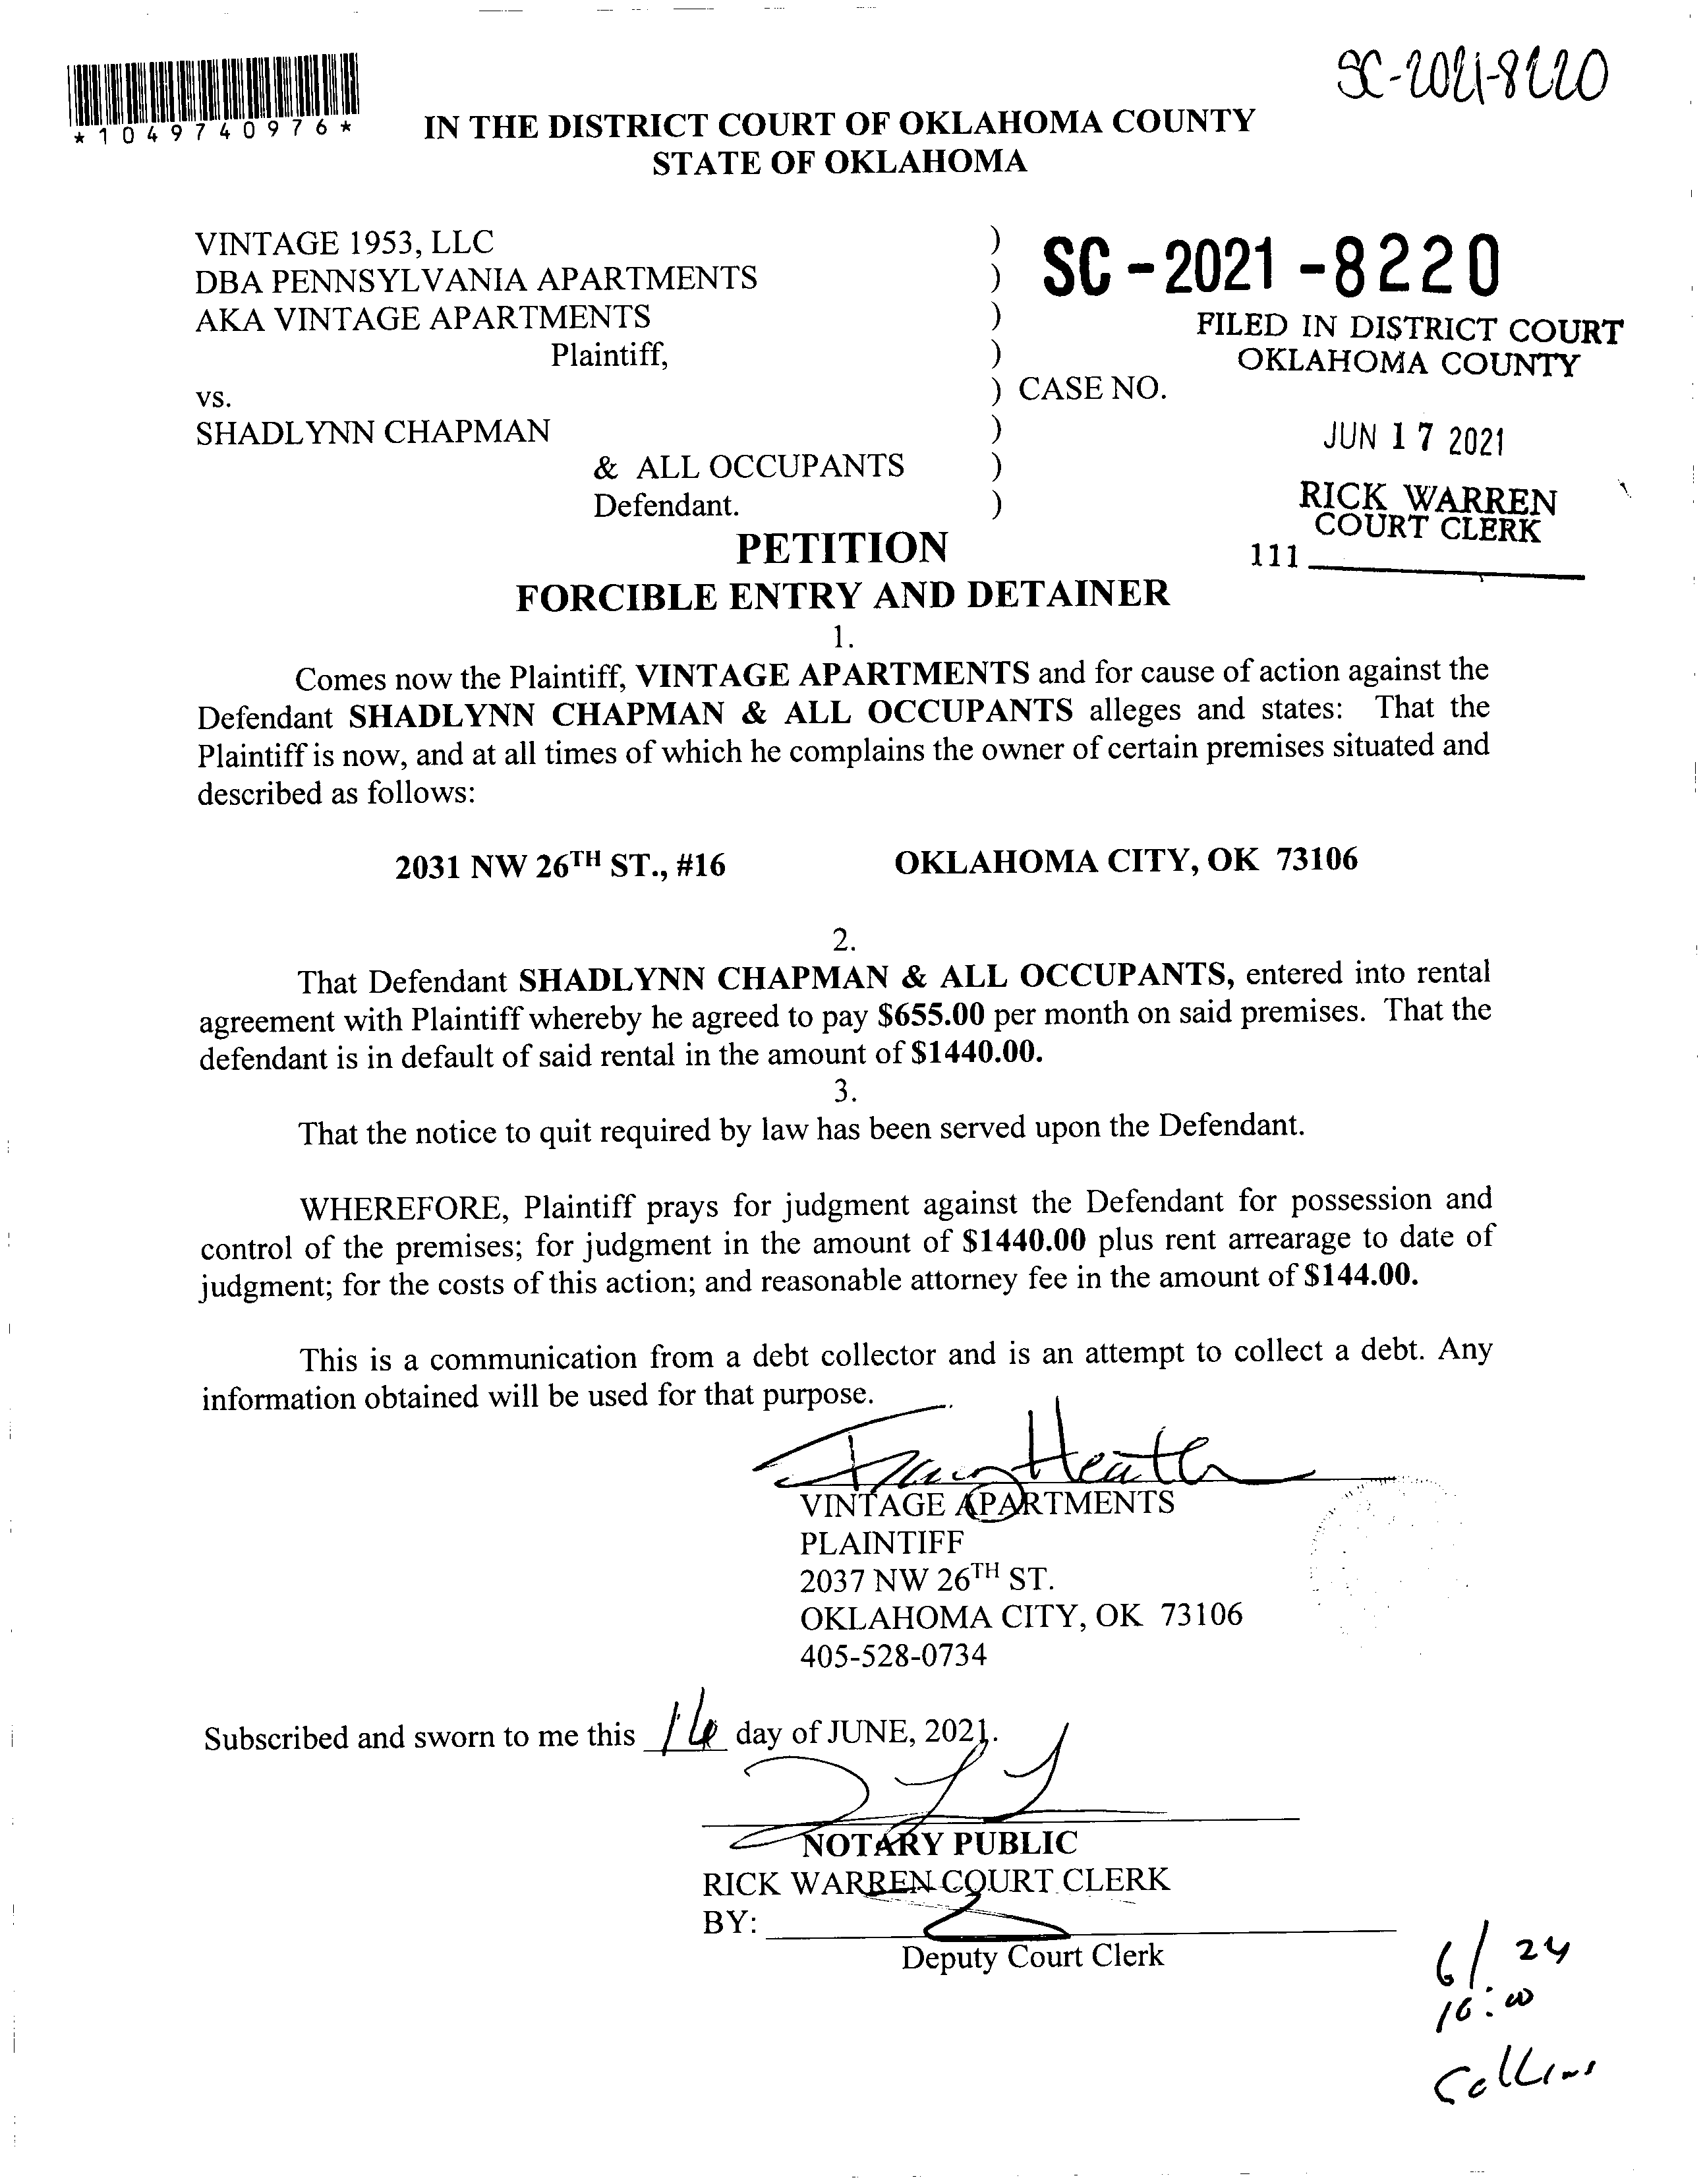 SC-2021-8220
*1049740976*
IN THE DISTRICT COURT OF OKLAHOMA COUNTY
STATE OF OKLAHOMA
VINTAGE 1953, LLC )
DBA PENNSYLVANIA APARTMENTS )
AKA VINTAGE APARTMENTS )
Plaintiff, )
vs. ) CASE NO.
SHADLYNN CHAPMAN )
& ALL OCCUPANTS )
Defendant. )
SC-2021-8220
FILED IN DISTRICT COURT
OKLAHOMA COUNTY
JUN 17 2021
RICK WARREN
COURT CLERK
111
PETITION
FORCIBLE ENTRY AND DETAINER
1.
Comes now the Plaintiff, VINTAGE APARTMENTS and for cause of action against the
Defendant SHADLYNN CHAPMAN & ALL OCCUPANTS alleges and states: That the
Plaintiff is now, and at all times of which he complains the owner of certain premises situated and
described as follows:
2031 NW 26TH ST., #16 OKLAHOMA CITY, OK 73106
2.
That Defendant SHADLYNN CHAPMAN & ALL OCCUPANTS, entered into rental
agreement with Plaintiff whereby he agreed to pay $655.00 per month on said premises. That the
defendant is in default of said rental in the amount of $1440.00.
3.
That the notice to quit required by law has been served upon the Defendant.
WHEREFORE, Plaintiff prays for judgment against the Defendant for possession and
control of the premises; for judgment in the amount of $1440.00 plus rent arrearage to date of
judgment; for the costs of this action; and reasonable attorney fee in the amount of $144.00.
This is a communication from a debt collector and is an attempt to collect a debt. Any
information obtained will be used for that purpose.
Heath
VINTAGE APARTMENTS
PLAINTIFF
2037 NW 26TH ST.
OKLAHOMA CITY, OK 73106
405-528-0734
Subscribed and sworn to me this 16 day of JUNE, 2021.
NOTARY PUBLIC
RICK WARREN COURT CLERK
BY:
Deputy Court Clerk
6/24
10:00
Collins